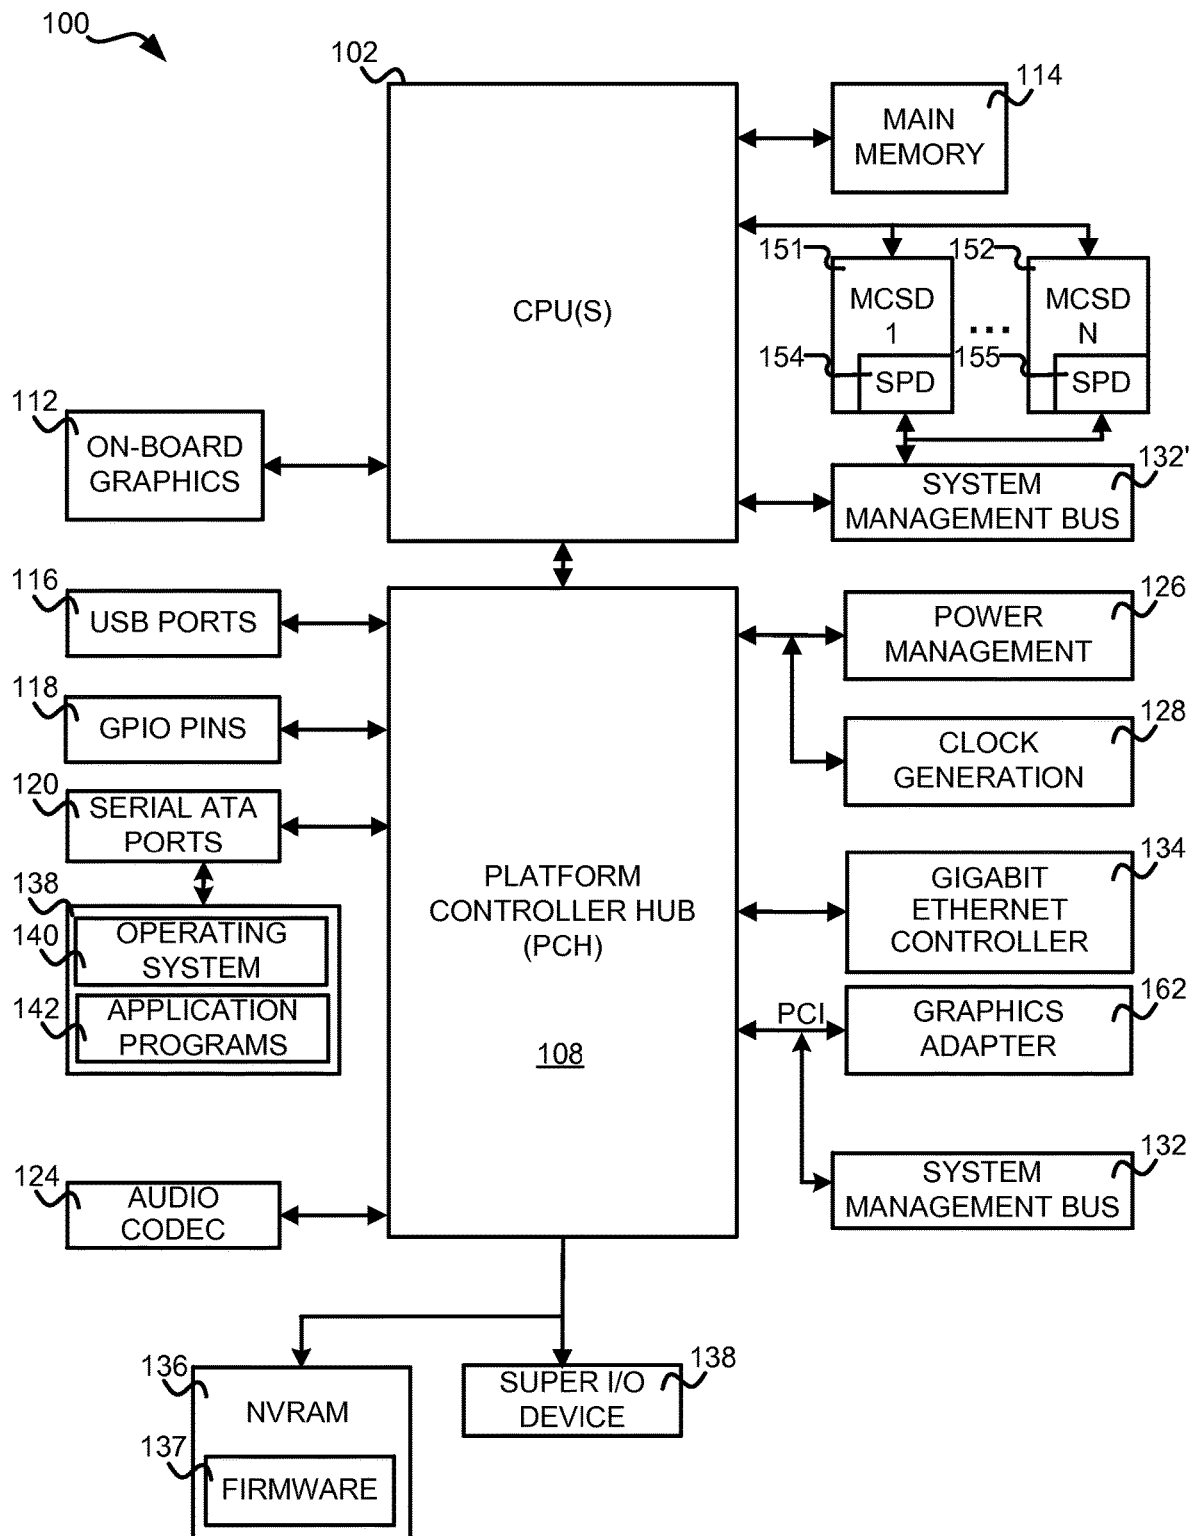 100
102
CPU(S)
114
MAIN
MEMORY
151
MCSD
1
154
SPD
...
152
MCSD
N
155
SPD
132'
SYSTEM
MANAGEMENT BUS
112
ON-BOARD
GRAPHICS
116
USB PORTS
118
GPIO PINS
120
SERIAL ATA
PORTS
138
140
OPERATING
SYSTEM
142
APPLICATION
PROGRAMS
124
AUDIO
CODEC
PLATFORM
CONTROLLER HUB
(PCH)
108
126
POWER
MANAGEMENT
128
CLOCK
GENERATION
134
GIGABIT
ETHERNET
CONTROLLER
PCI
162
GRAPHICS
ADAPTER
132
SYSTEM
MANAGEMENT BUS
136
NVRAM
137
FIRMWARE
138
SUPER I/O
DEVICE